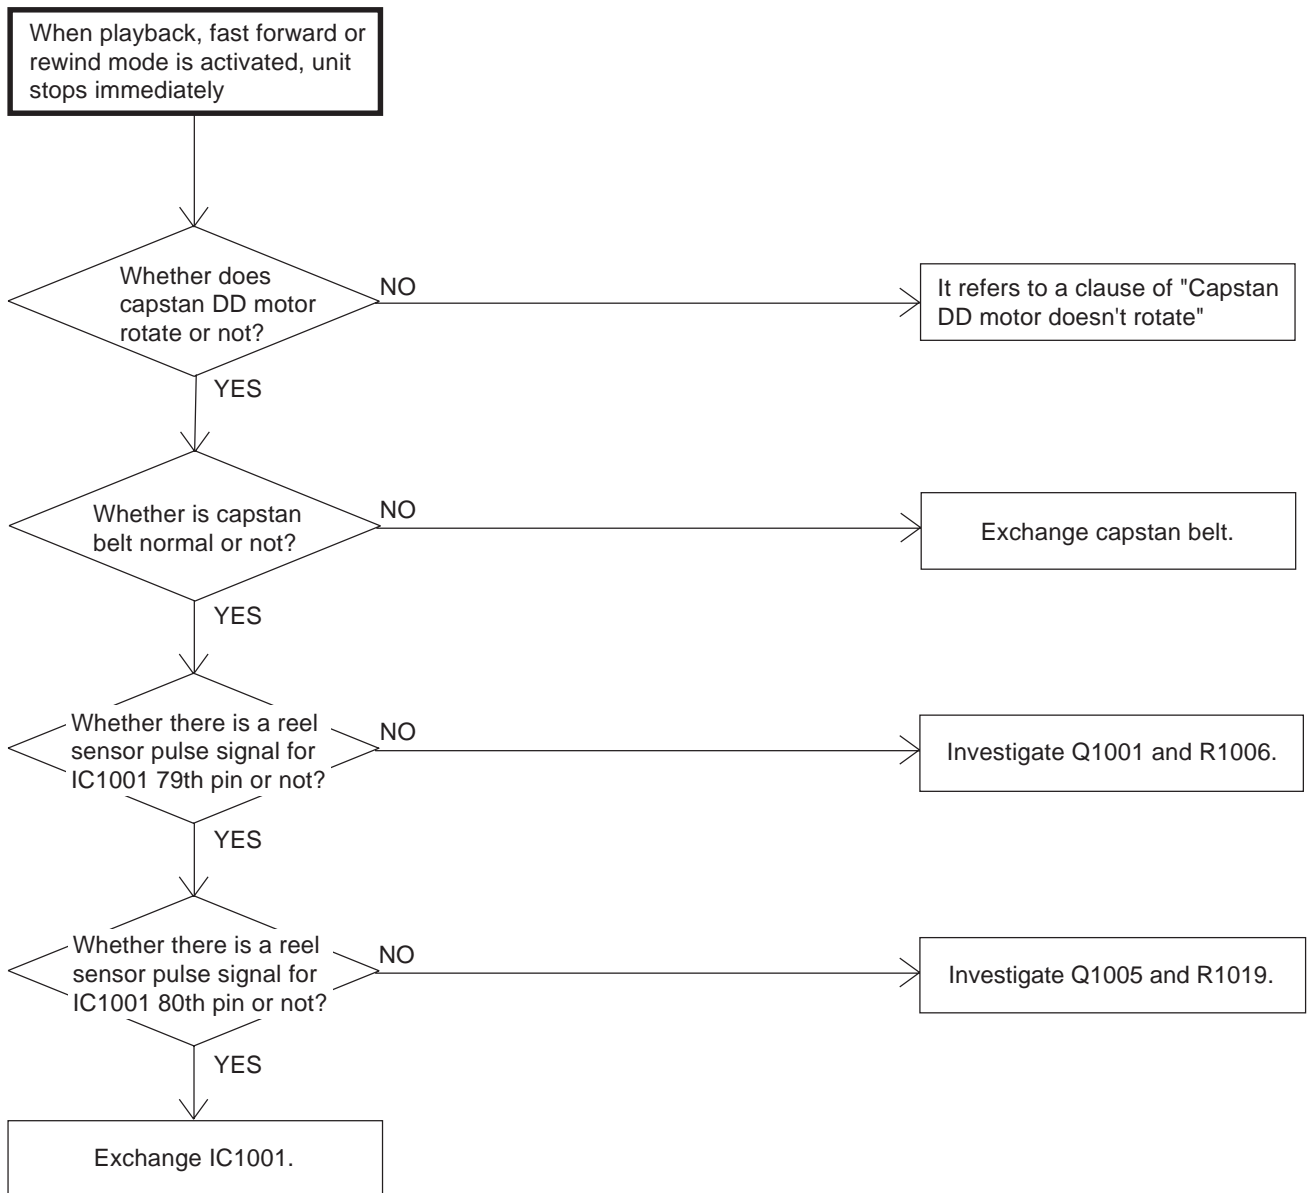 When playback, fast forward or
rewind mode is activated, unit
stops immediately
Whether does
capstan DD motor
rotate or not?
NO
It refers to a clause of "Capstan
DD motor doesn't rotate"
YES
Whether is capstan
belt normal or not?
NO
Exchange capstan belt.
YES
Whether there is a reel
sensor pulse signal for
IC1001 79th pin or not?
NO
Investigate Q1001 and R1006.
YES
Whether there is a reel
sensor pulse signal for
IC1001 80th pin or not?
NO
Investigate Q1005 and R1019.
YES
Exchange IC1001.